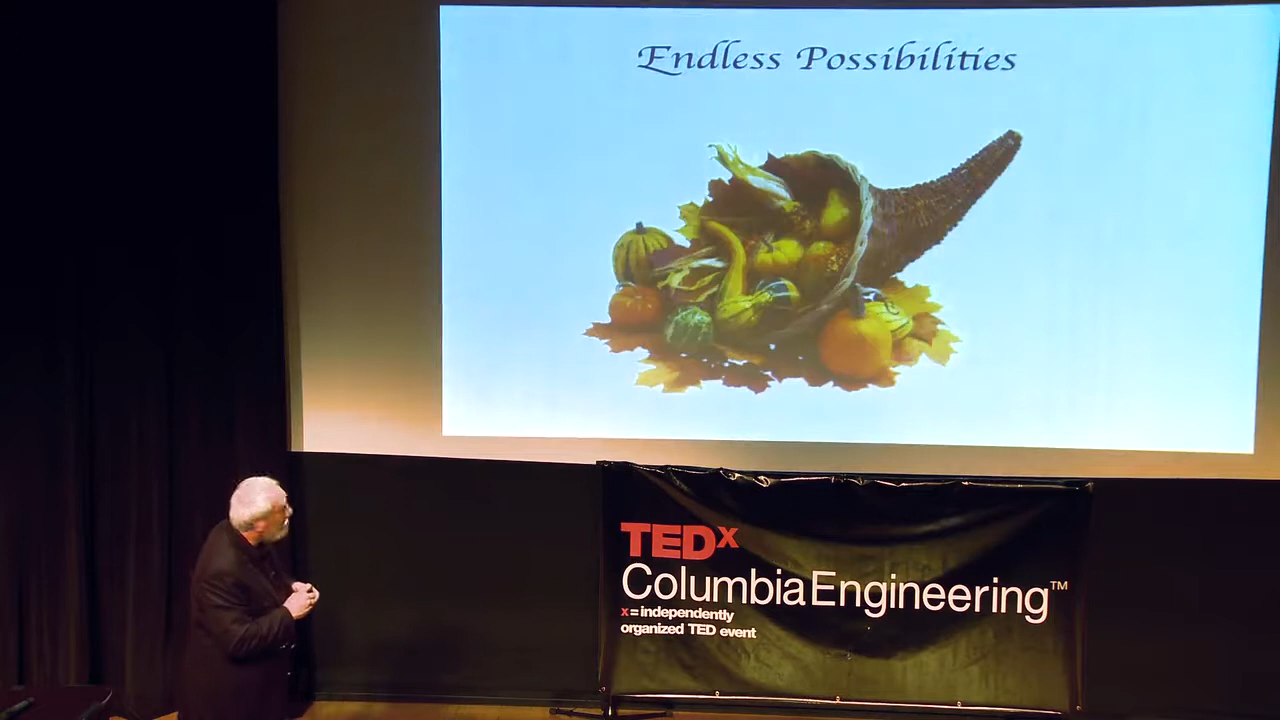 Endless Possibilities
TEDx
ColumbiaEngineering™
x = independently
organized TED event